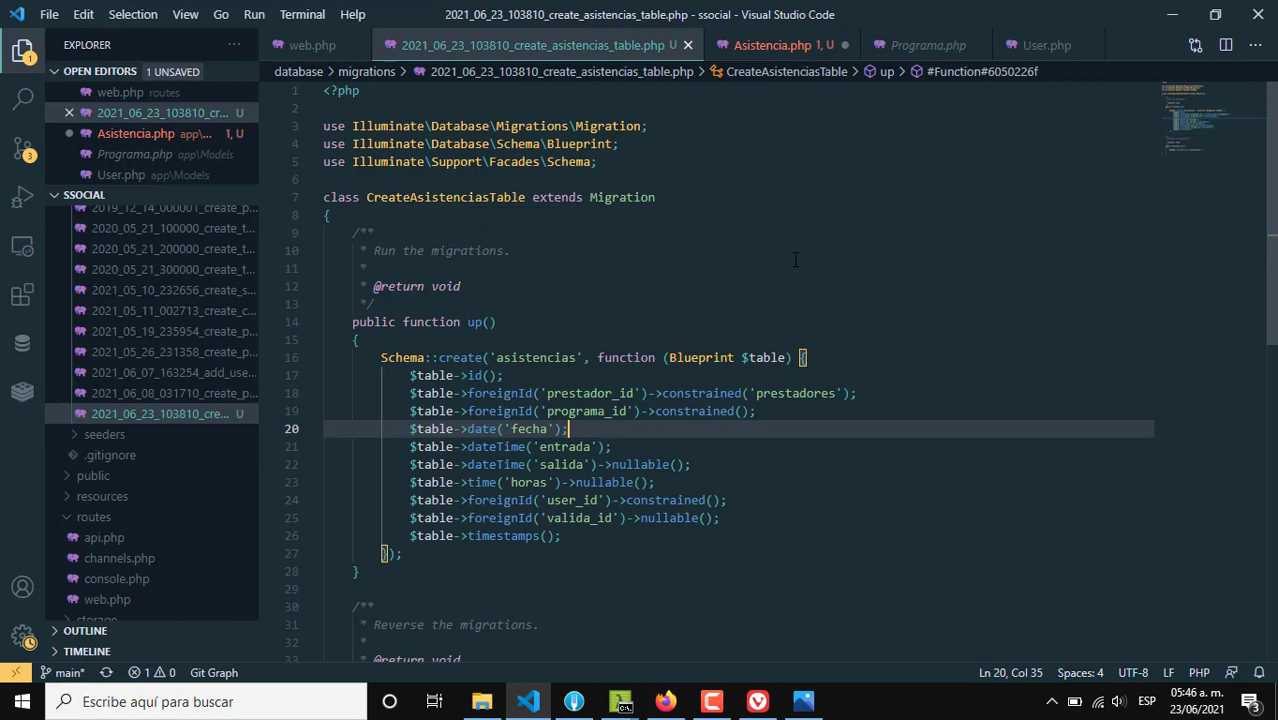 File Edit Selection View Go Run Terminal Help 2021_06_23_103810_create_asistencias_table.php - ssocial - Visual Studio Code
EXPLORER
web.php 2021_06_23_103810_create_asistencias_table.php U Asistencia.php 1, U Programa.php User.php
OPEN EDITORS 1 UNSAVED
database migrations 2021_06_23_103810_create_asistencias_table.php CreateAsistenciasTable up #Function#6050226f
web.php routes
2021_06_23_103810_cr... U
Asistencia.php app\... 1, U
Programa.php app\Models
User.php app\Models
SSOCIAL
2019_12_14_000001_create_p...
2020_05_21_100000_create_t...
2020_05_21_200000_create_t...
2020_05_21_300000_create_t...
2021_05_10_232656_create_s...
2021_05_11_002713_create_c...
2021_05_19_235954_create_p...
2021_05_26_231358_create_p...
2021_06_07_163254_add_use...
2021_06_08_031710_create_p...
2021_06_23_103810_cre... U
seeders
.gitignore
public
resources
routes
api.php
channels.php
console.php
web.php
storage
OUTLINE
TIMELINE
1 <?php
2
3 use Illuminate\Database\Migrations\Migration;
4 use Illuminate\Database\Schema\Blueprint;
5 use Illuminate\Support\Facades\Schema;
6
7 class CreateAsistenciasTable extends Migration
8 {
9 /**
10 * Run the migrations.
11 *
12 * @return void
13 */
14 public function up()
15 {
16 Schema::create('asistencias', function (Blueprint $table) {
17 $table->id();
18 $table->foreignId('prestador_id')->constrained('prestadores');
19 $table->foreignId('programa_id')->constrained();
20 $table->date('fecha');
21 $table->dateTime('entrada');
22 $table->dateTime('salida')->nullable();
23 $table->time('horas')->nullable();
24 $table->foreignId('user_id')->constrained();
25 $table->foreignId('valida_id')->nullable();
26 $table->timestamps();
27 });
28 }
29
30 /**
31 * Reverse the migrations.
32 *
33 * @return void
main* 1 0 Git Graph Ln 20, Col 35 Spaces: 4 UTF-8 LF PHP
Escribe aquí para buscar
ESP
05:46 a. m.
23/06/2021
3